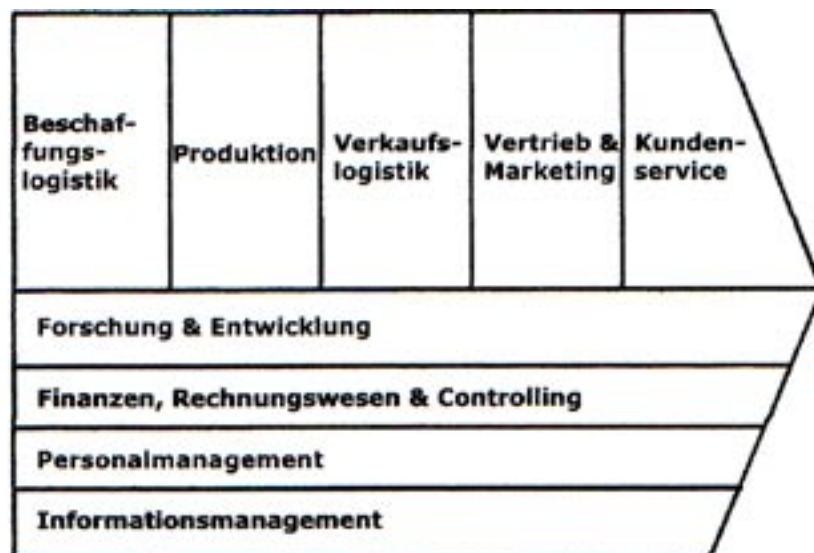 Beschaf-
fungs-
logistik
Produktion
Verkaufs-
logistik
Vertrieb &
Marketing
Kunden-
service
Forschung & Entwicklung
Finanzen, Rechnungswesen & Controlling
Personalmanagement
Informationsmanagement